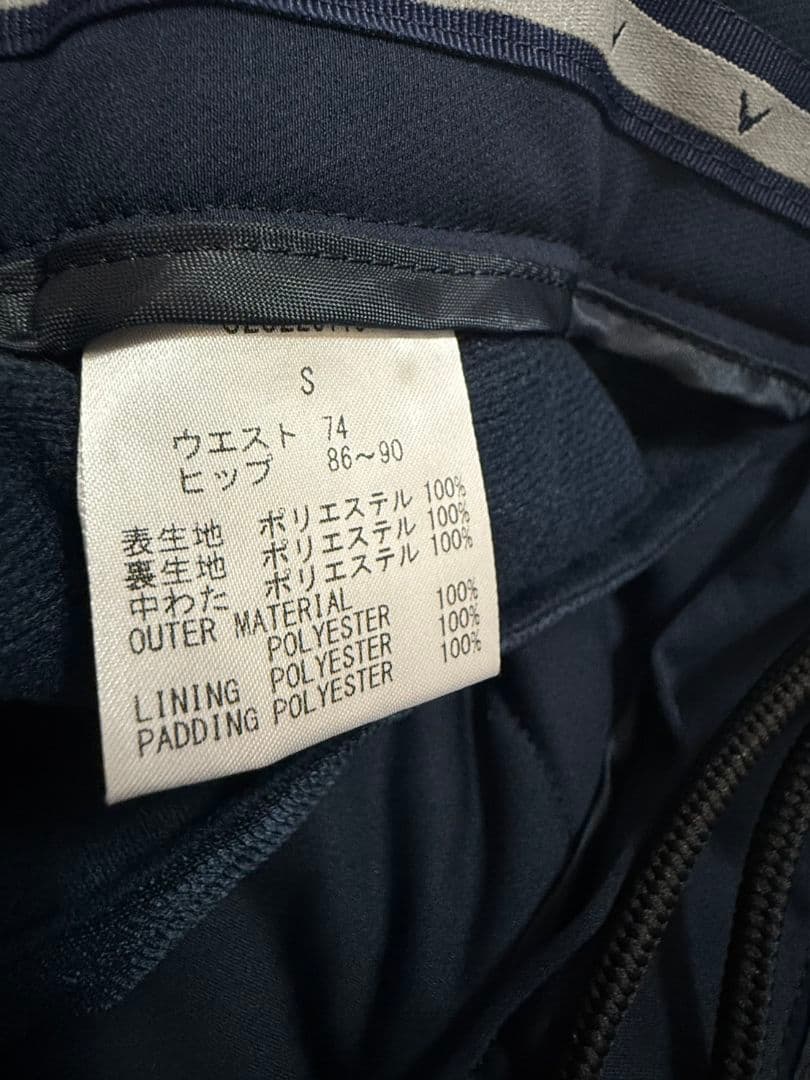 S
ウエスト 74
ヒップ 86～90
表生地 ポリエステル 100%
裏生地 ポリエステル 100%
中わた ポリエステル 100%
OUTER MATERIAL
POLYESTER 100%
LINING POLYESTER 100%
PADDING POLYESTER 100%